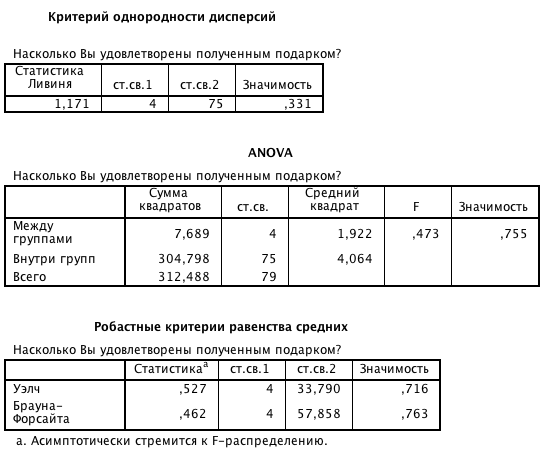 Критерий однородности дисперсий
Насколько Вы удовлетворены полученным подарком?
Статистика Ливиня ст.св.1 ст.св.2 Значимость
1,171 4 75 ,331
ANOVA
Насколько Вы удовлетворены полученным подарком?
Сумма квадратов ст.св. Средний квадрат F Значимость
Между группами 7,689 4 1,922 ,473 ,755
Внутри групп 304,798 75 4,064
Всего 312,488 79
Робастные критерии равенства средних
Насколько Вы удовлетворены полученным подарком?
Статистикаa ст.св.1 ст.св.2 Значимость
Уэлч ,527 4 33,790 ,716
Брауна-Форсайта ,462 4 57,858 ,763
a. Асимптотически стремится к F-распределению.